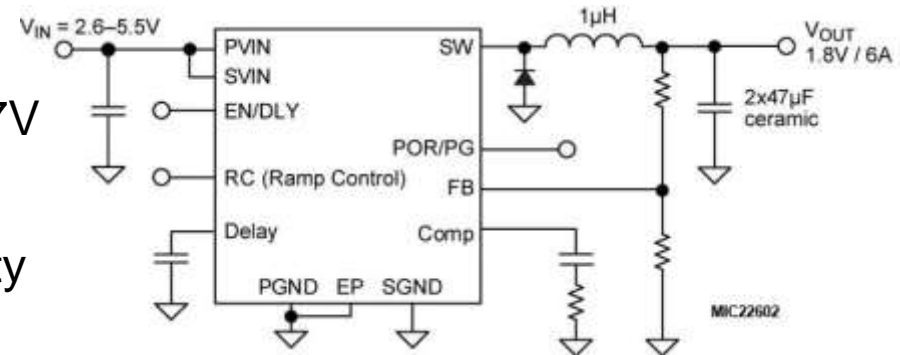 V
ty
VIN = 2.6–5.5V
PVIN
SVIN
EN/DLY
RC (Ramp Control)
Delay
PGND EP SGND
SW
POR/PG
FB
Comp
1µH
VOUT
1.8V / 6A
2x47µF
ceramic
MIC22602